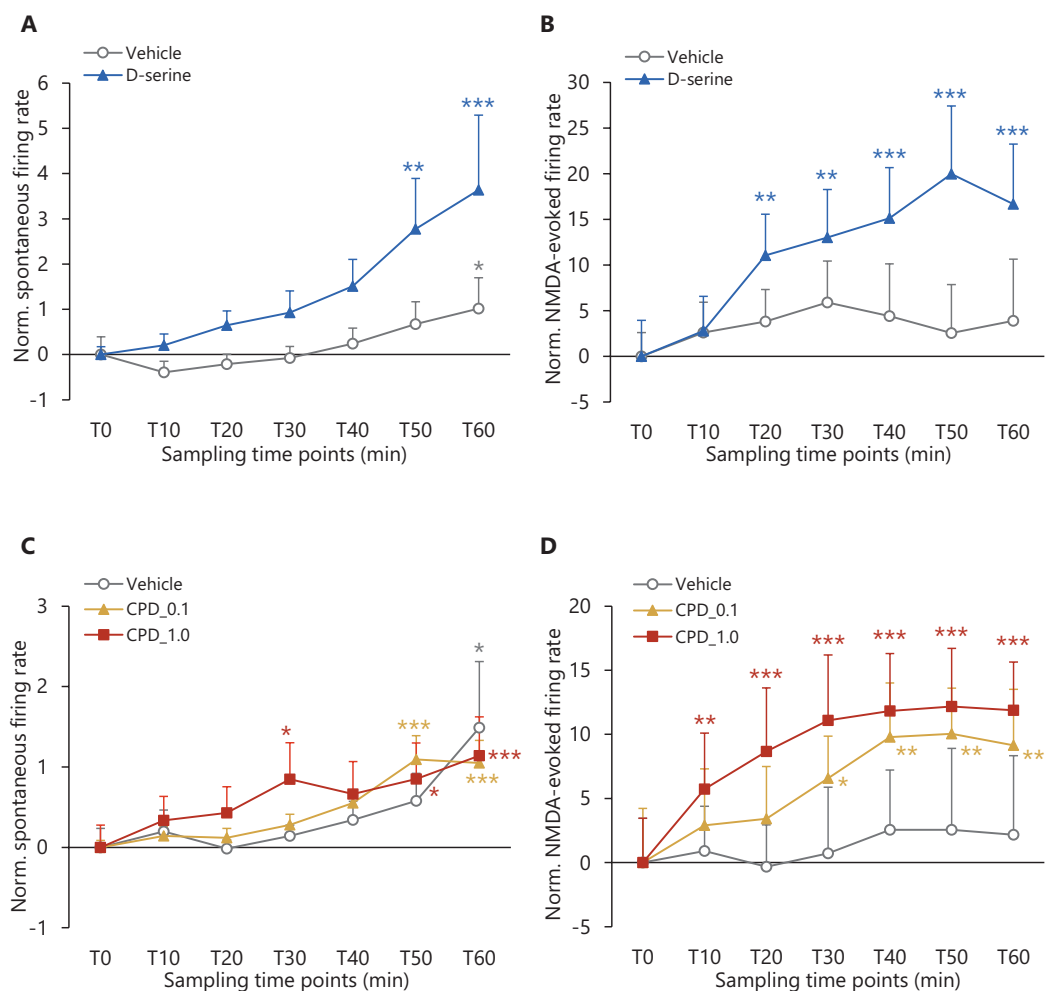 A
Vehicle
D-serine
Norm. spontaneous firing rate
6
5
4
3
2
1
0
-1
***
**
*
T0 T10 T20 T30 T40 T50 T60
Sampling time points (min)
B
Vehicle
D-serine
Norm. NMDA-evoked firing rate
30
25
20
15
10
5
0
-5
**
**
***
***
***
T0 T10 T20 T30 T40 T50 T60
Sampling time points (min)
C
Vehicle
CPD_0.1
CPD_1.0
Norm. spontaneous firing rate
3
2
1
0
-1
*
***
*
***
***
*
T0 T10 T20 T30 T40 T50 T60
Sampling time points (min)
D
Vehicle
CPD_0.1
CPD_1.0
Norm. NMDA-evoked firing rate
20
15
10
5
0
-5
**
***
***
***
***
***
*
**
**
**
T0 T10 T20 T30 T40 T50 T60
Sampling time points (min)